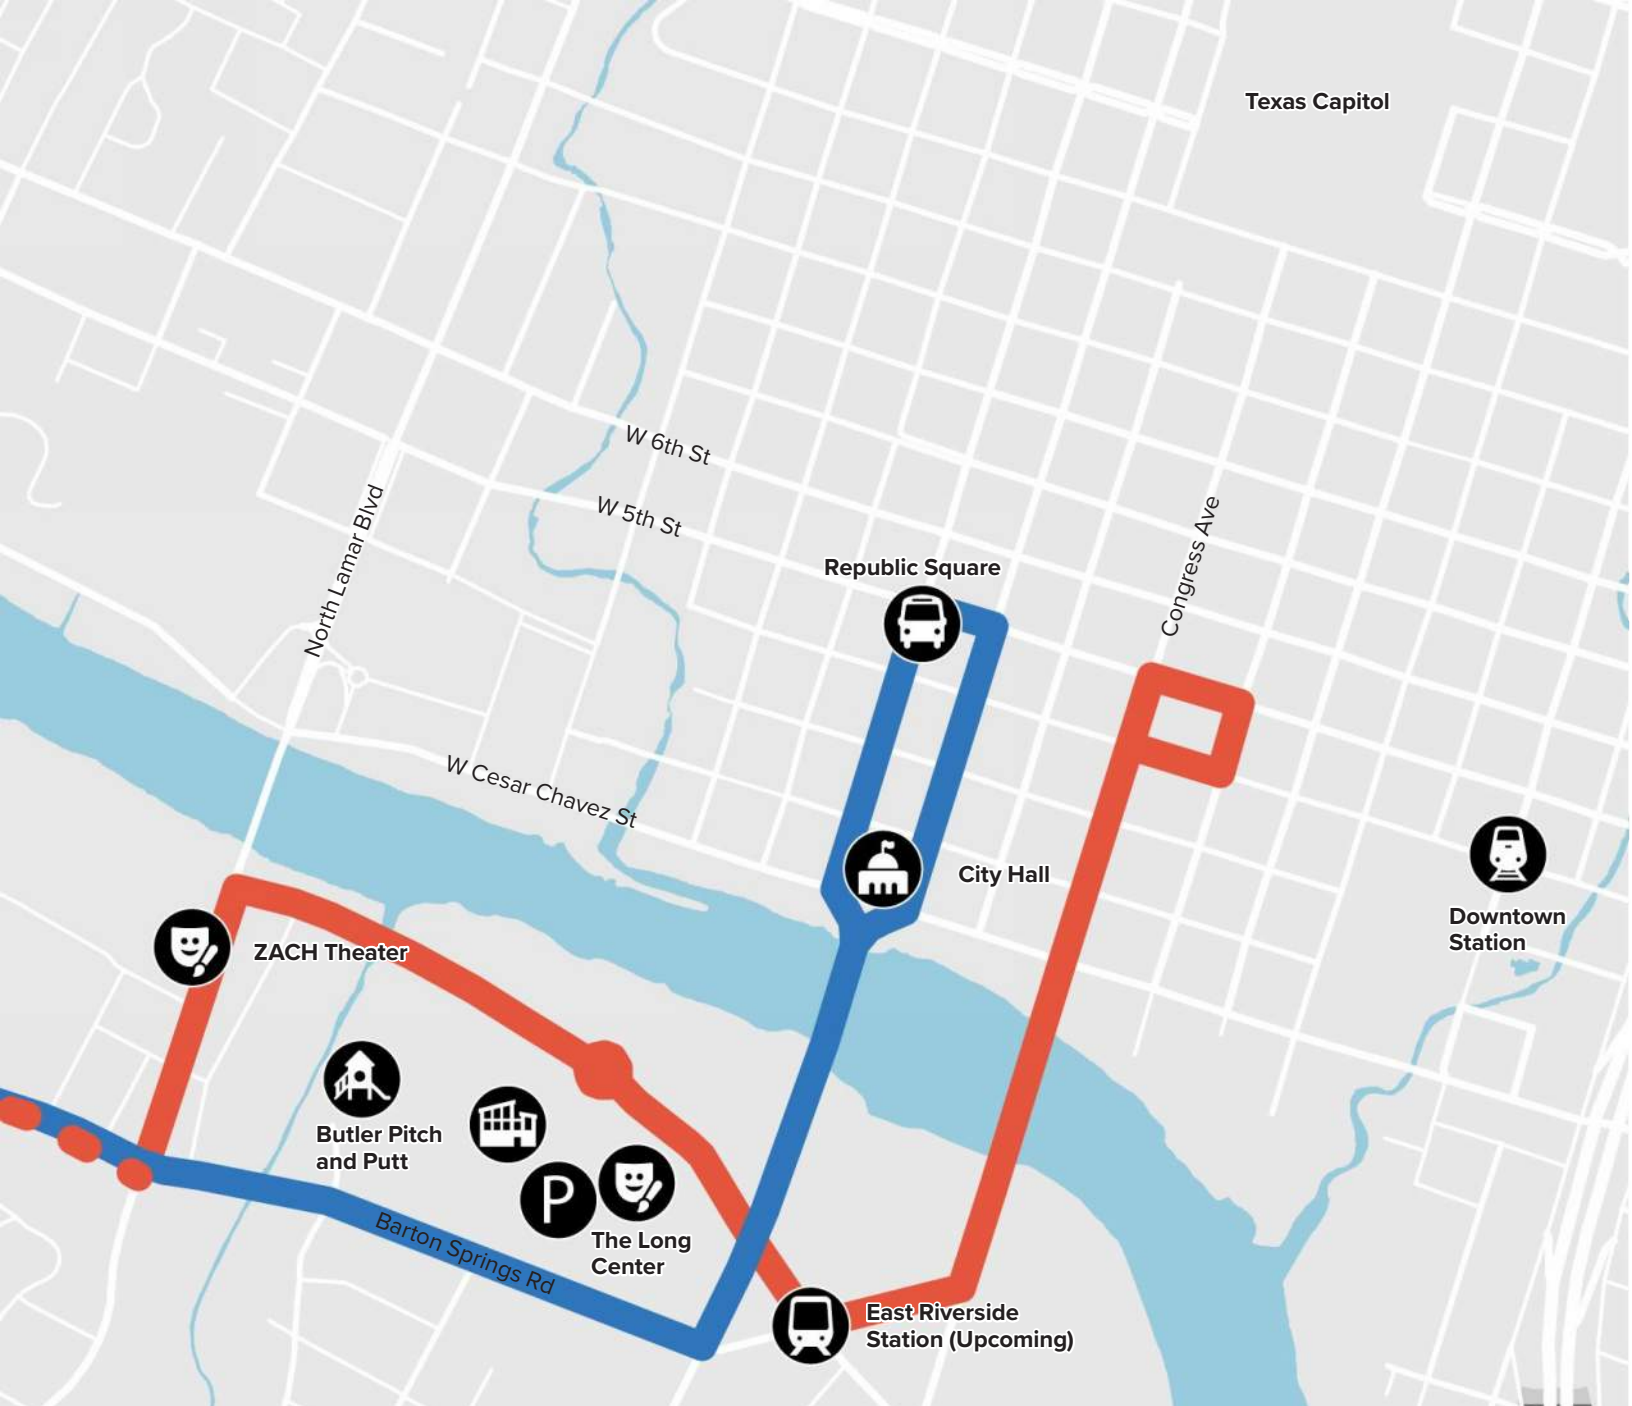 Texas Capitol
W 6th St
W 5th St
North Lamar Blvd
Congress Ave
Republic Square
W Cesar Chavez St
City Hall
Downtown
Station
ZACH Theater
Butler Pitch
and Putt
P
The Long
Center
Barton Springs Rd
East Riverside
Station (Upcoming)